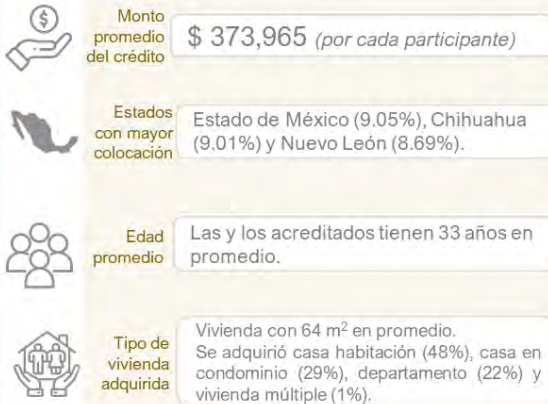 $
Monto
promedio
del crédito
$ 373,965 (por cada participante)
Estados
con mayor
colocación
Estado de México (9.05%), Chihuahua
(9.01%) y Nuevo León (8.69%).
Edad
promedio
Las y los acreditados tienen 33 años en
promedio.
Tipo de
vivienda
adquirida
Vivienda con 64 m² en promedio.
Se adquirió casa habitación (48%), casa en
condominio (29%), departamento (22%) y
vivienda múltiple (1%).